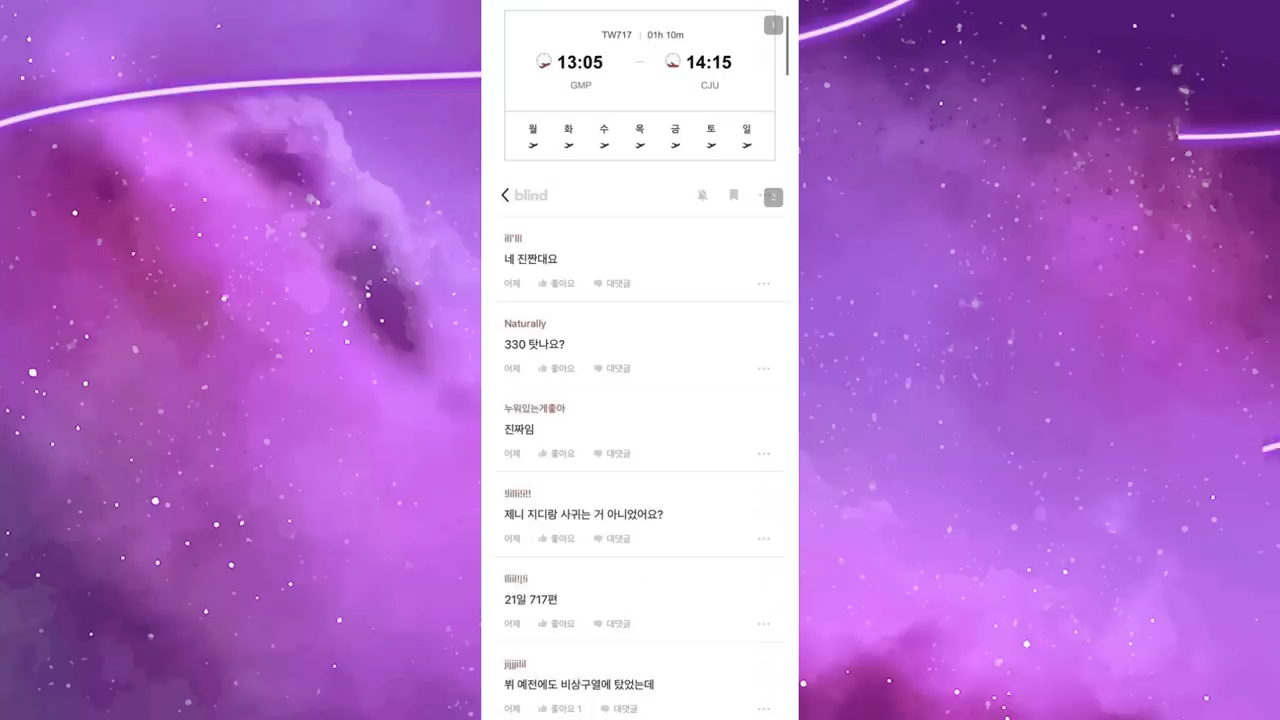 1
TW717 | 01h 10m
13:05 — 14:15
GMP CJU
월 화 수 목 금 토 일
blind
2
네 진짠대요
어제 좋아요 대댓글
Naturally
330 탓나요?
어제 좋아요 대댓글
누워있는게좋아
진짜임
어제 좋아요 대댓글
제니 지디랑 사귀는 거 아니었어요?
어제 좋아요 대댓글
21일 717편
어제 좋아요 대댓글
뷔 예전에도 비상구열에 탔었는데
어제 좋아요 1 대댓글